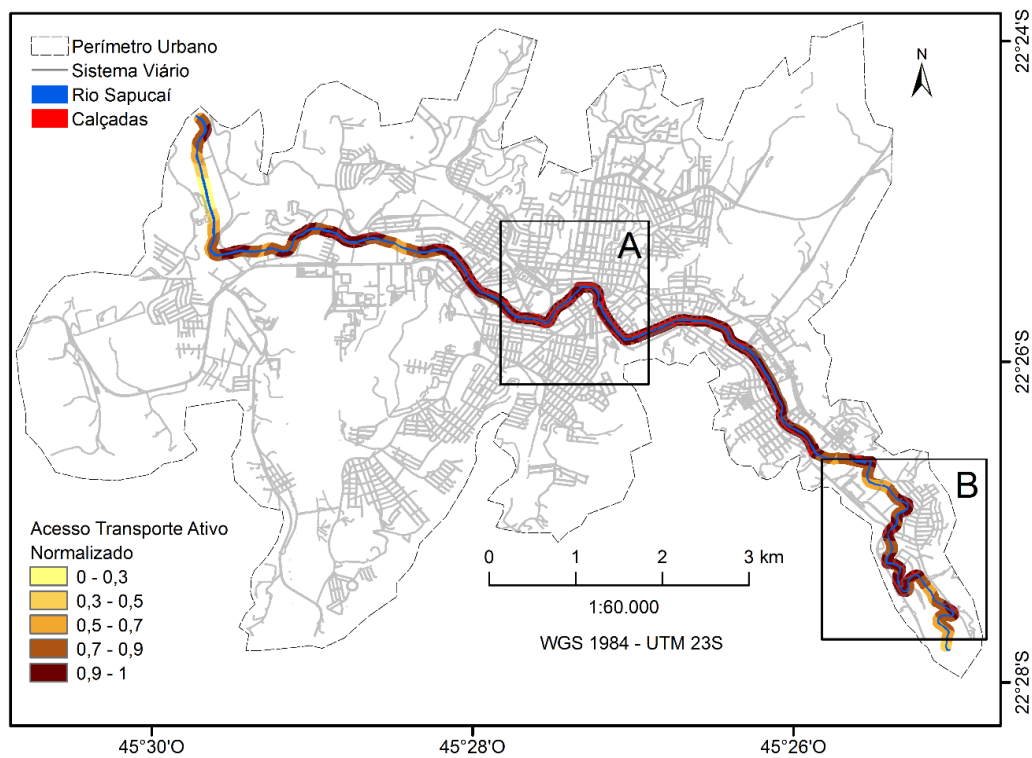 Perímetro Urbano
Sistema Viário
Rio Sapucaí
Calçadas
N
A
B
Acesso Transporte Ativo
Normalizado
0 - 0,3
0,3 - 0,5
0,5 - 0,7
0,7 - 0,9
0,9 - 1
0 1 2 3 km
1:60.000
WGS 1984 - UTM 23S
22°24'S
22°26'S
22°28'S
45°30'O 45°28'O 45°26'O